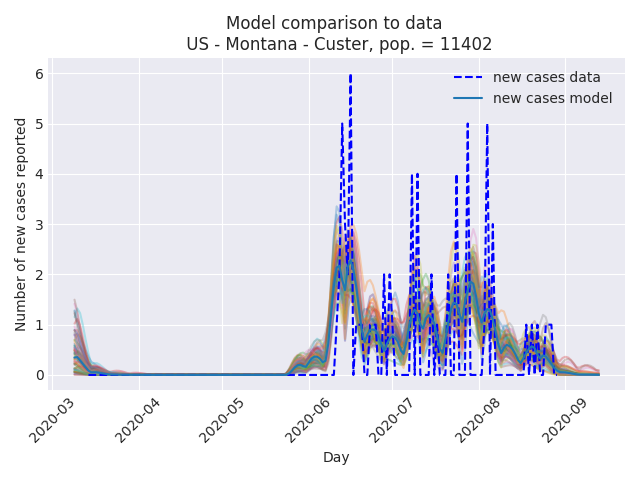 Model comparison to data
US - Montana - Custer, pop. = 11402
new cases data
new cases model
Number of new cases reported
6
5
4
3
2
1
0
2020-03
2020-04
2020-05
2020-06
2020-07
2020-08
2020-09
Day